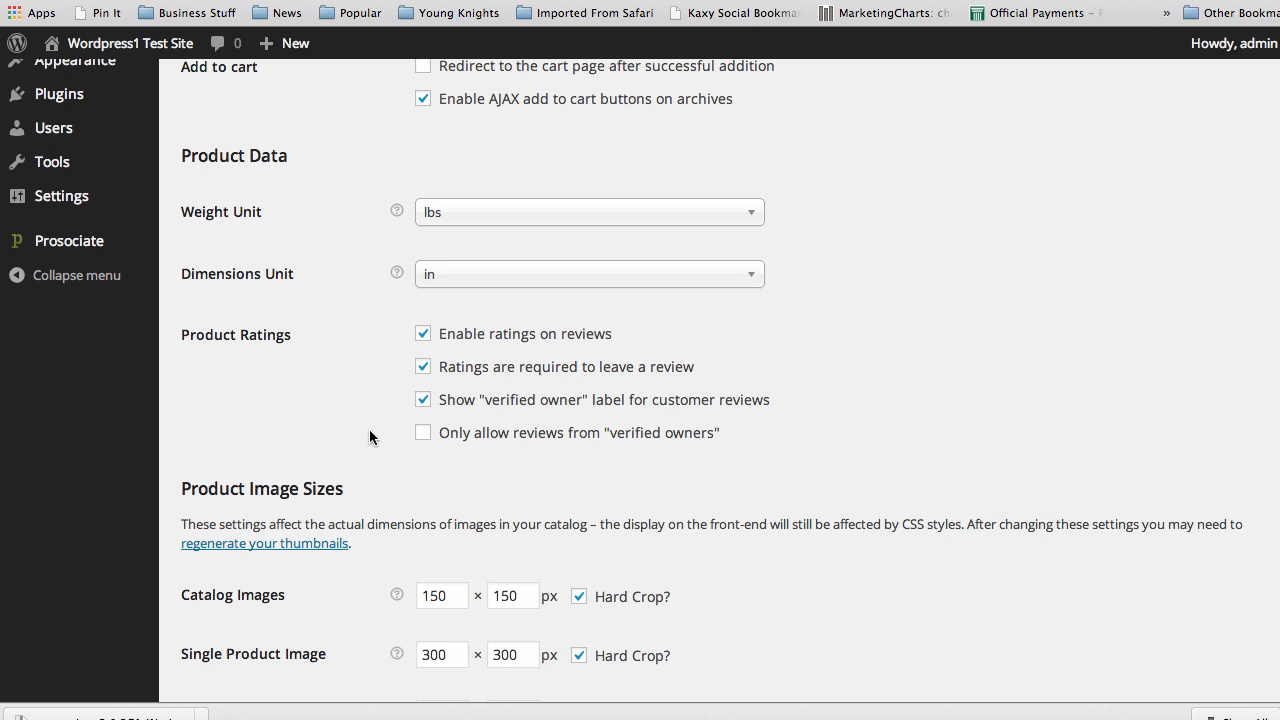 Apps Pin It Business Stuff News Popular Young Knights Imported From Safari Kaxy Social Bookma MarketingCharts: Official Payments – » Other Bookma
Wordpress1 Test Site 0 New Howdy, admin
Appearance
Plugins
Users
Tools
Settings
Prosociate
Collapse menu
Add to cart Redirect to the cart page after successful addition
Enable AJAX add to cart buttons on archives
Product Data
Weight Unit lbs
Dimensions Unit in
Product Ratings Enable ratings on reviews
Ratings are required to leave a review
Show "verified owner" label for customer reviews
Only allow reviews from "verified owners"
Product Image Sizes
These settings affect the actual dimensions of images in your catalog – the display on the front-end will still be affected by CSS styles. After changing these settings you may need to
regenerate your thumbnails.
Catalog Images 150 × 150 px Hard Crop?
Single Product Image 300 × 300 px Hard Crop?